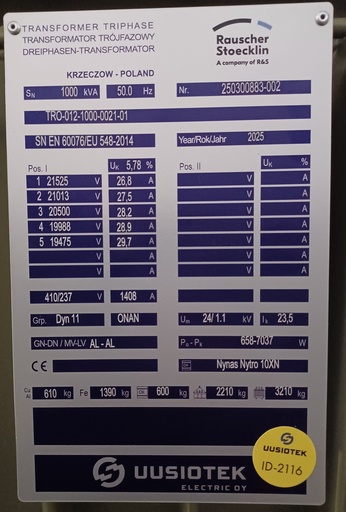 TRANSFORMER TRIPHASE
TRANSFORMATOR TRÓJFAZOWY
DREIPHASEN-TRANSFORMATOR
Rauscher
Stoecklin
A company of R&S
KRZECZOW - POLAND
SN 1000 kVA 50.0 Hz Nr. 250300883-002
TRO-012-1000-0021-01
SN EN 60076/EU 548-2014 Year/Rok/Jahr 2025
Pos. I UK 5,78 % Pos. II UK %
1 21525 V 26,8 A V A
2 21013 V 27,5 A V A
3 20500 V 28,2 A V A
4 19988 V 28,9 A V A
5 19475 V 29,7 A V A
V A V A
V A V A
410/237 V 1408 A
Grp. Dyn 11 ONAN Um 24/1.1 kV 23,5
GN-DN / MV-LV AL - AL Po - Pk 658-7037 W
CE Nynas Nytro 10XN
610 kg Fe 1390 kg 600 kg 2210 kg 3210 kg
UUSIOTEK
ELECTRIC OY
UUSIOTEK
ID-2116